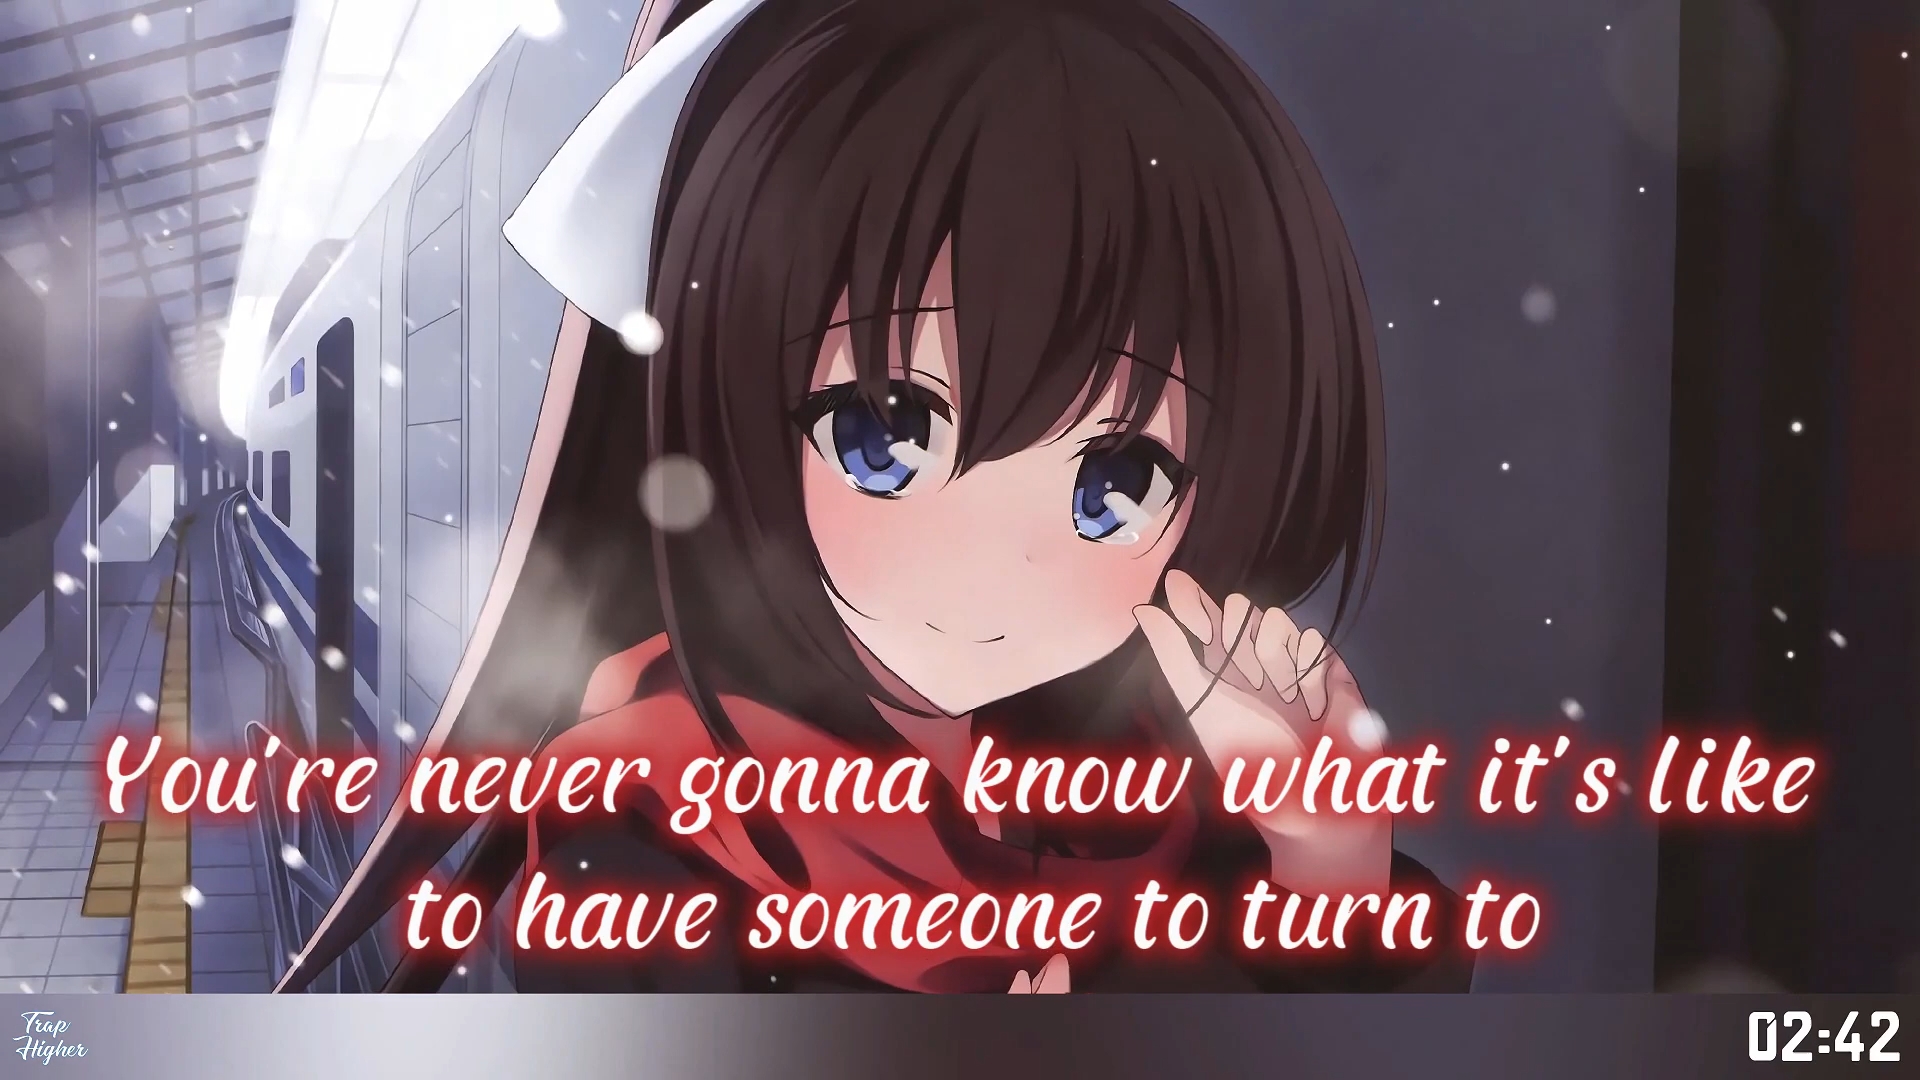 You're never gonna know what it's like
to have someone to turn to
Trap
Higher
02:42